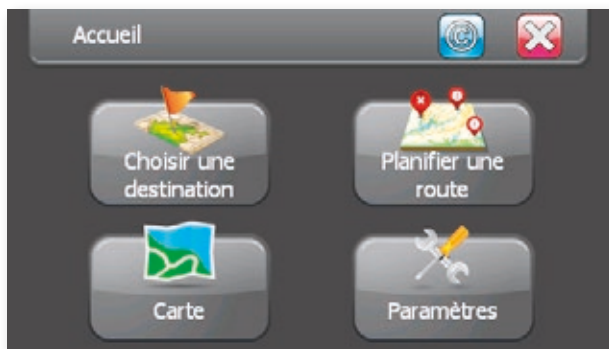 Accueil
©
Choisir une
destination
Planifier une
route
Carte
Paramètres